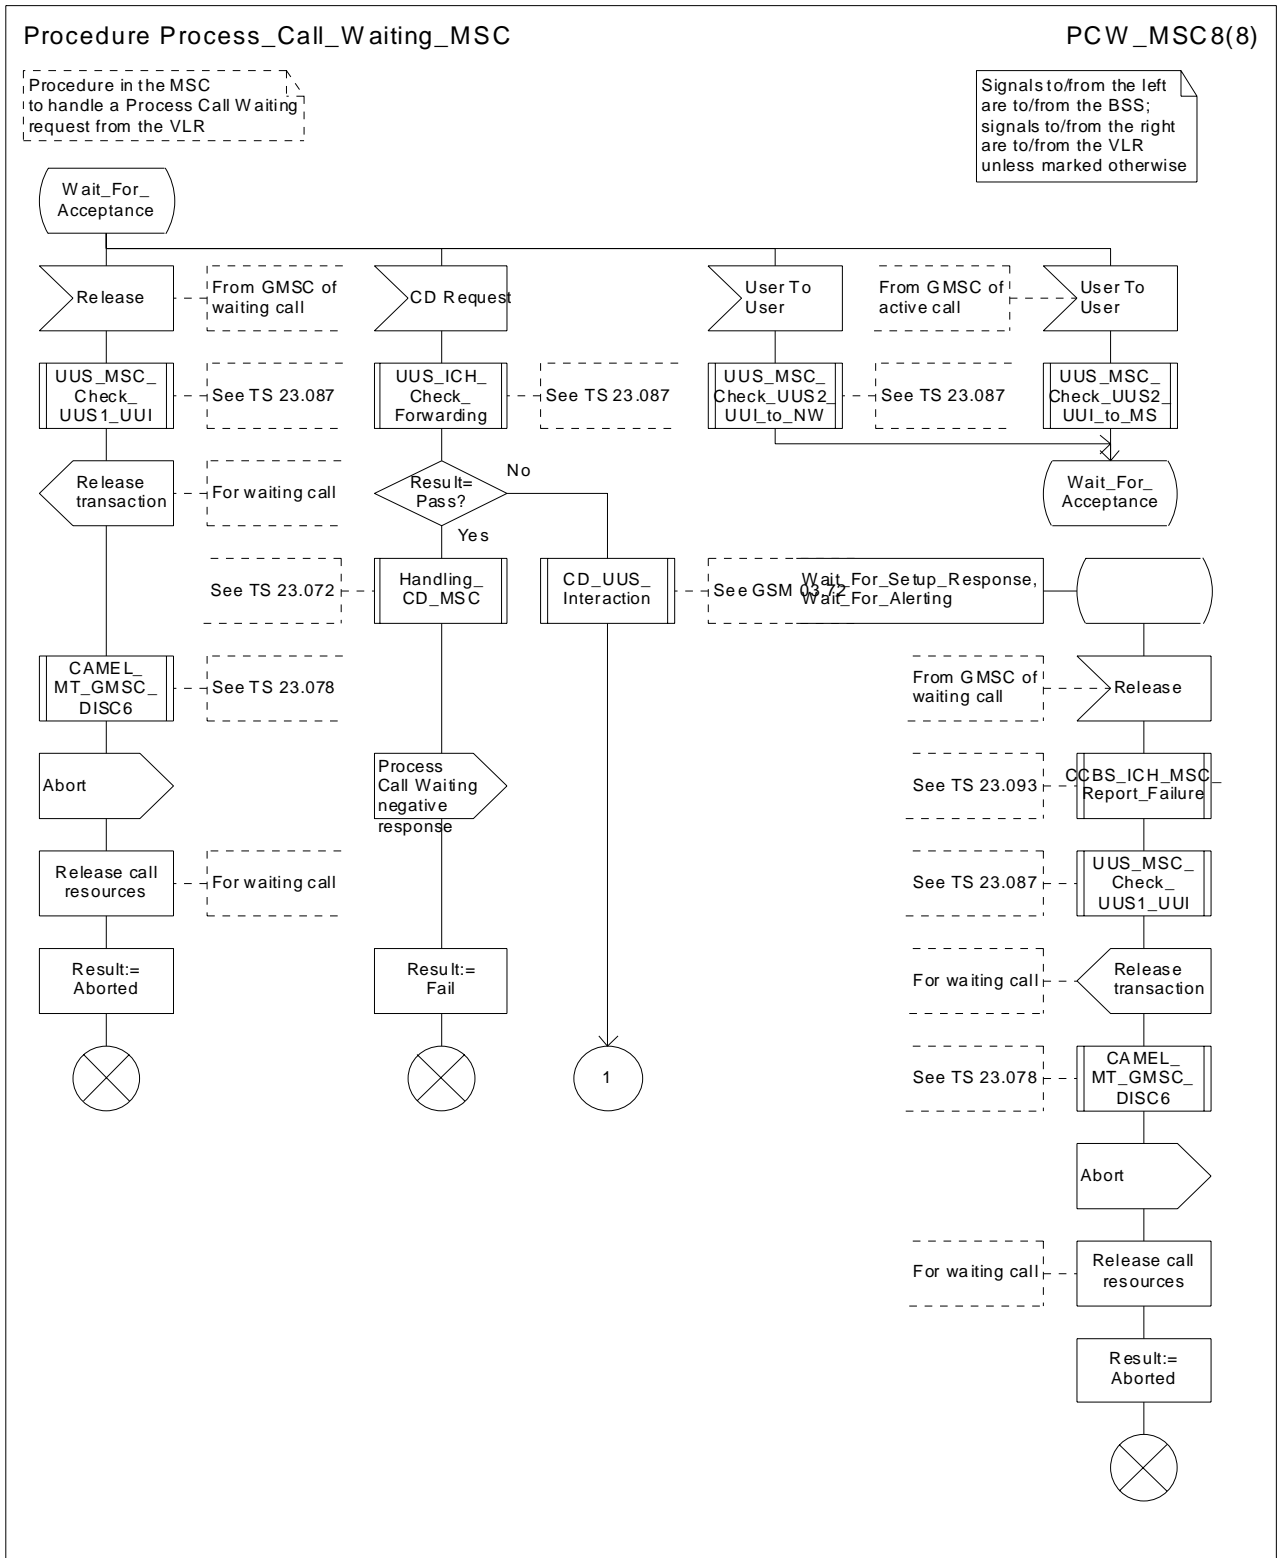 Procedure Process_Call_Waiting_MSC
PCW_MSC8(8)
Procedure in the MSC
to handle a Process Call Waiting
request from the VLR
Signals to/from the left
are to/from the BSS;
signals to/from the right
are to/from the VLR
unless marked otherwise
Wait_For_
Acceptance
Release
From GMSC of
waiting call
CD Request
User To
User
From GMSC of
active call
User To
User
UUS_MSC_
Check_
UUS1_UUI
See TS 23.087
UUS_ICH_
Check_
Forwarding
See TS 23.087
UUS_MSC_
Check_UUS2_
UUI_to_NW
See TS 23.087
UUS_MSC_
Check_UUS2_
UUI_to_MS
Release
transaction
For waiting call
Result=
Pass?
No
Yes
Wait_For_
Acceptance
See TS 23.072
Handling_
CD_MSC
CD_UUS_
Interaction
See GSM 03.72
Wait_For_Setup_Response,
Wait_For_Alerting
CAMEL_
MT_GMSC_
DISC6
See TS 23.078
From GMSC of
waiting call
Release
Abort
Process
Call Waiting
negative
response
See TS 23.093
CCBS_ICH_MSC_
Report_Failure
Release call
resources
For waiting call
See TS 23.087
UUS_MSC_
Check_
UUS1_UUI
Result:=
Aborted
Result:=
Fail
For waiting call
Release
transaction
1
See TS 23.078
CAMEL_
MT_GMSC_
DISC6
Abort
For waiting call
Release call
resources
Result:=
Aborted